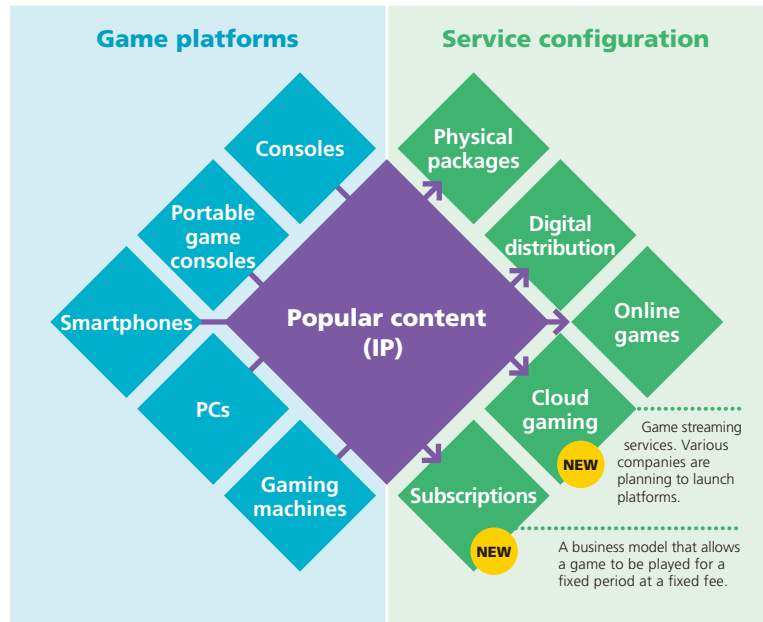 Game platforms
Service configuration
Consoles
Portable
game
consoles
Smartphones
PCs
Gaming
machines
Popular content
(IP)
Physical
packages
Digital
distribution
Online
games
Cloud
gaming
NEW
Game streaming
services. Various
companies are
planning to launch
platforms.
Subscriptions
NEW
A business model that allows
a game to be played for a
fixed period at a fixed fee.